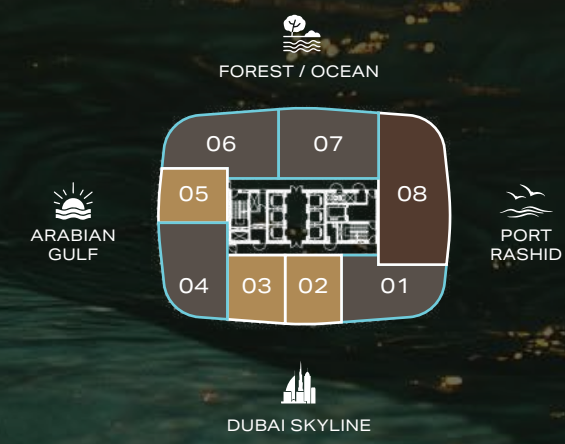 FOREST / OCEAN
06
07
05
08
ARABIAN
GULF
PORT
RASHID
04
03
02
01
DUBAI SKYLINE